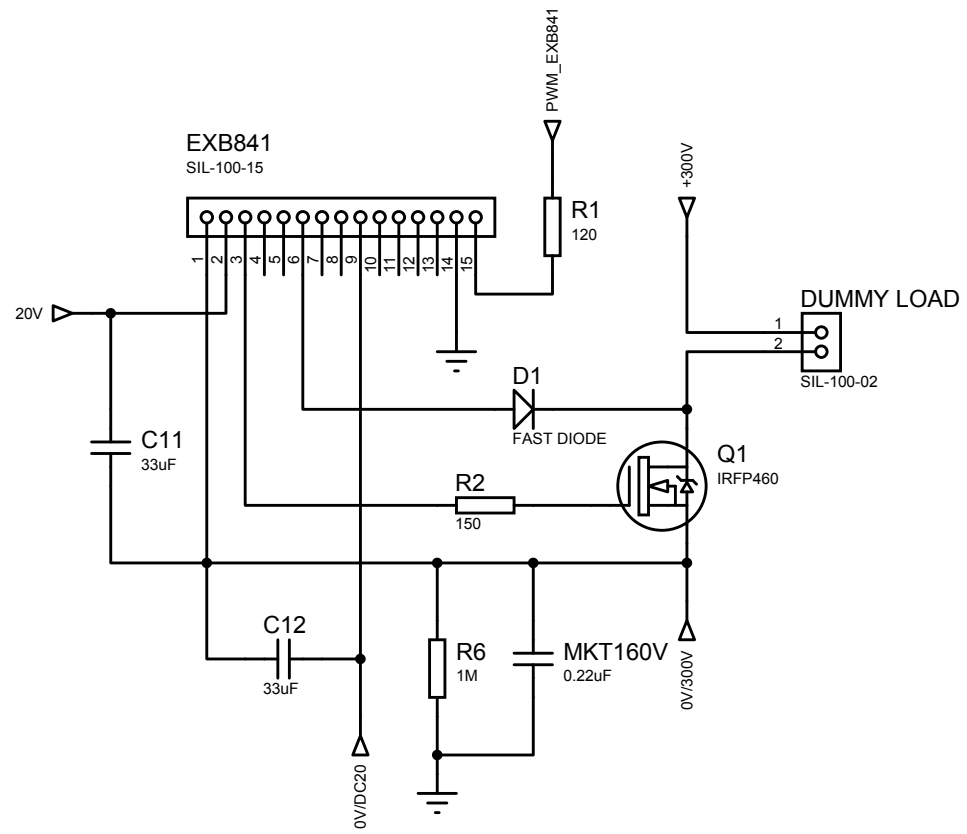 PWM_EXB841
EXB841
SIL-100-15
R1
120
+300V
1
2
3
4
5
6
7
8
9
10
11
12
13
14
15
20V
DUMMY LOAD
1
2
SIL-100-02
D1
FAST DIODE
C11
33uF
Q1
IRFP460
R2
150
C12
33uF
R6
1M
MKT160V
0.22uF
0V/300V
0V/DC20